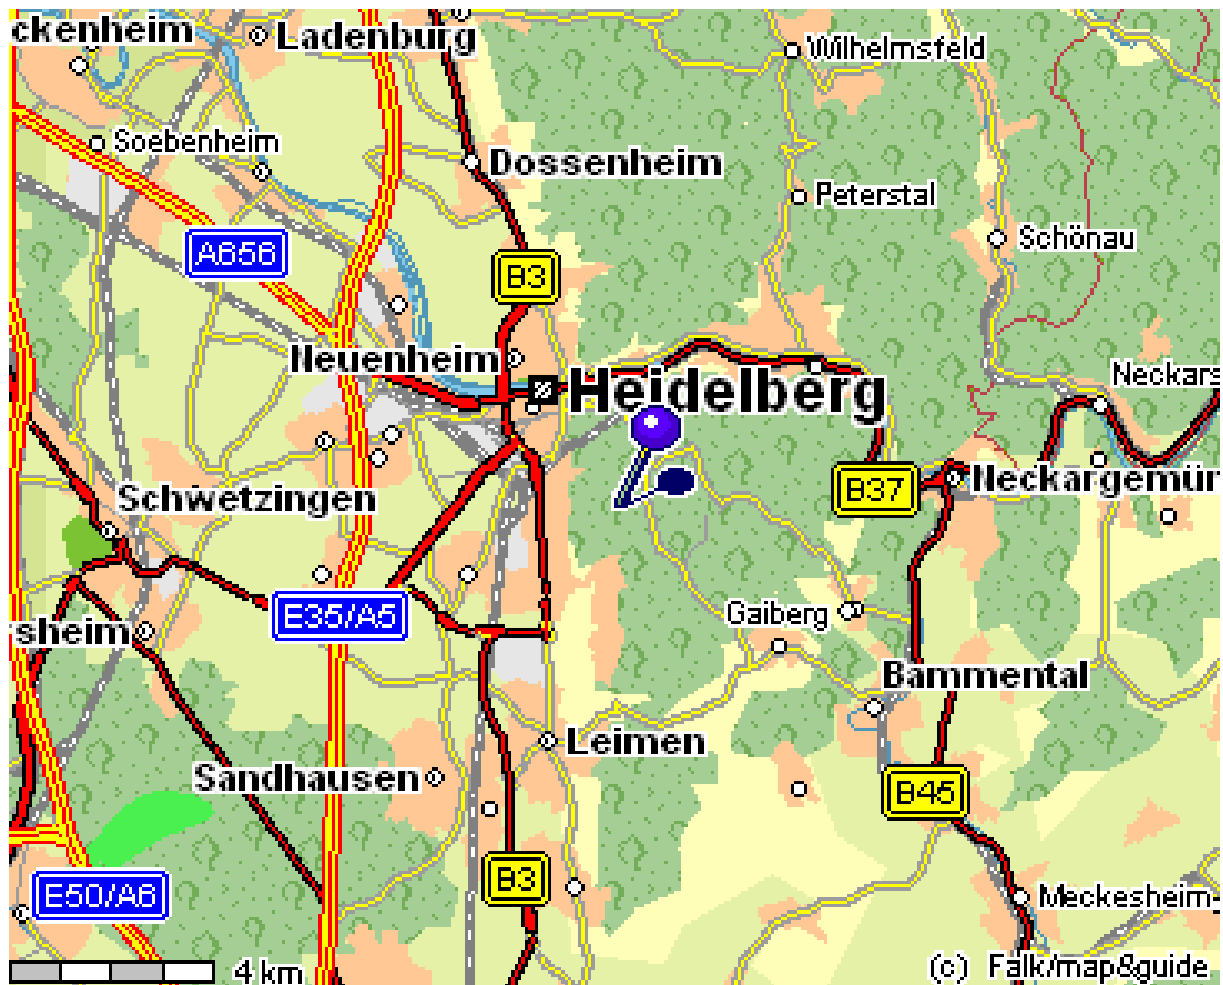 ckenheim
Ladenburg
Wilhelmsfeld
Soebenheim
Dossenheim
Peterstal
Schönau
A656
B3
Neuenheim
Heidelberg
Neckars
Schwetzingen
B37
Neckargemür
E35/A5
sheim
Gaiberg
Bammental
Leimen
Sandhausen
B45
B3
E50/A6
Meckesheim
4 km
(c) Falk/map&guide